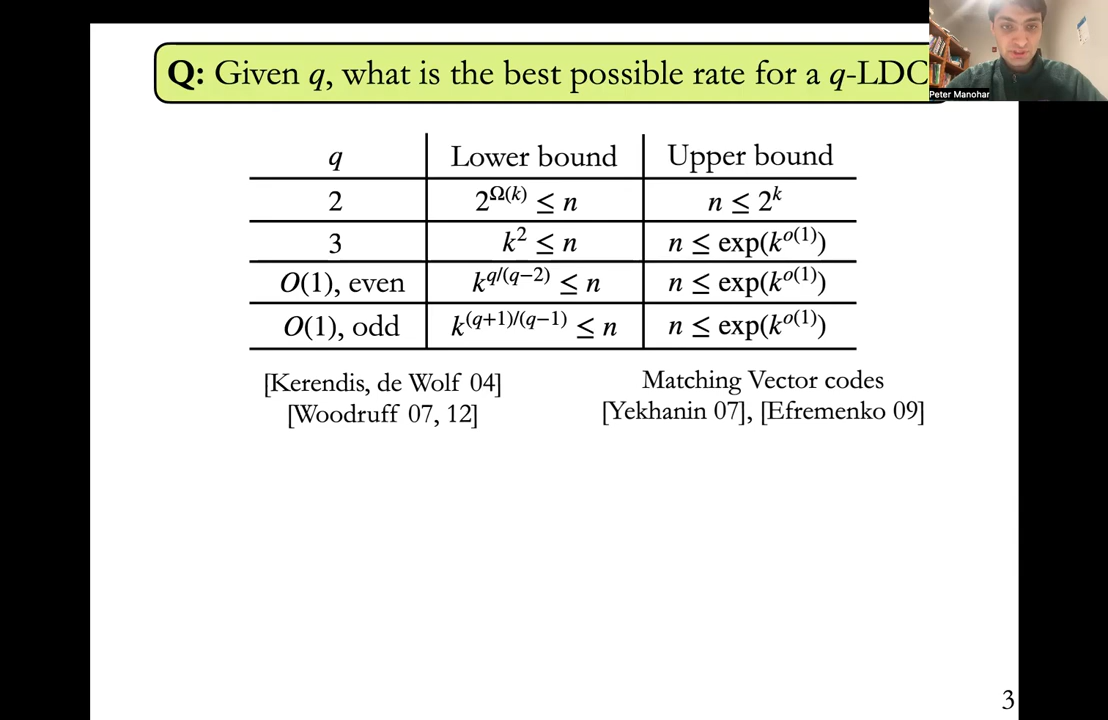 Q: Given q, what is the best possible rate for a q-LDC
Peter Manohar
q Lower bound Upper bound
2 2^{Ω(k)} ≤ n n ≤ 2^k
3 k^2 ≤ n n ≤ exp(k^{o(1)})
O(1), even k^{q/(q−2)} ≤ n n ≤ exp(k^{o(1)})
O(1), odd k^{(q+1)/(q−1)} ≤ n n ≤ exp(k^{o(1)})
[Kerendis, de Wolf 04]
[Woodruff 07, 12]
Matching Vector codes
[Yekhanin 07], [Efremenko 09]
3